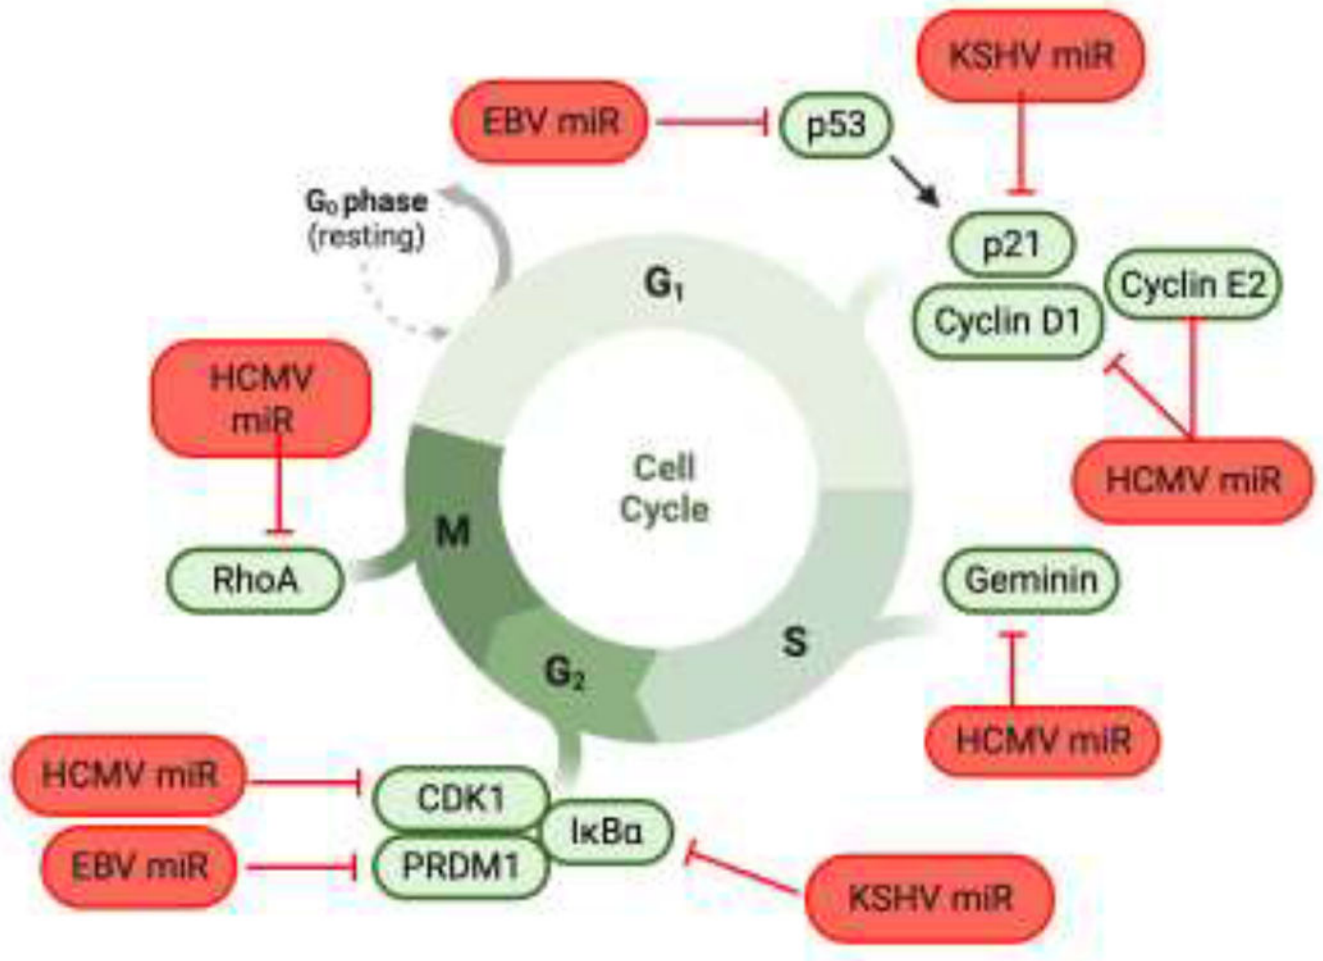 KSHV miR
EBV miR
p53
G₀ phase
(resting)
p21
Cyclin E2
G₁
Cyclin D1
HCMV
miR
Cell
Cycle
HCMV miR
M
RhoA
Geminin
S
G₂
HCMV miR
HCMV miR
CDK1
IκBα
EBV miR
PRDM1
KSHV miR